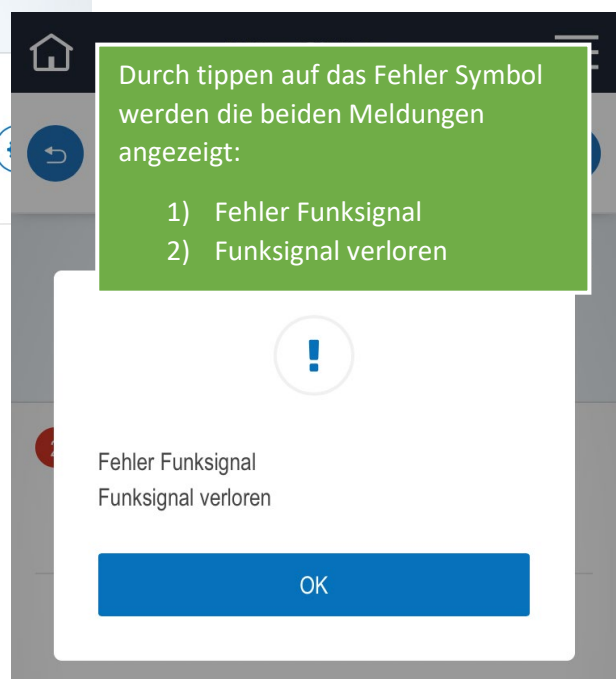 Durch tippen auf das Fehler Symbol
werden die beiden Meldungen
angezeigt:
1) Fehler Funksignal
2) Funksignal verloren
!
Fehler Funksignal
Funksignal verloren
OK